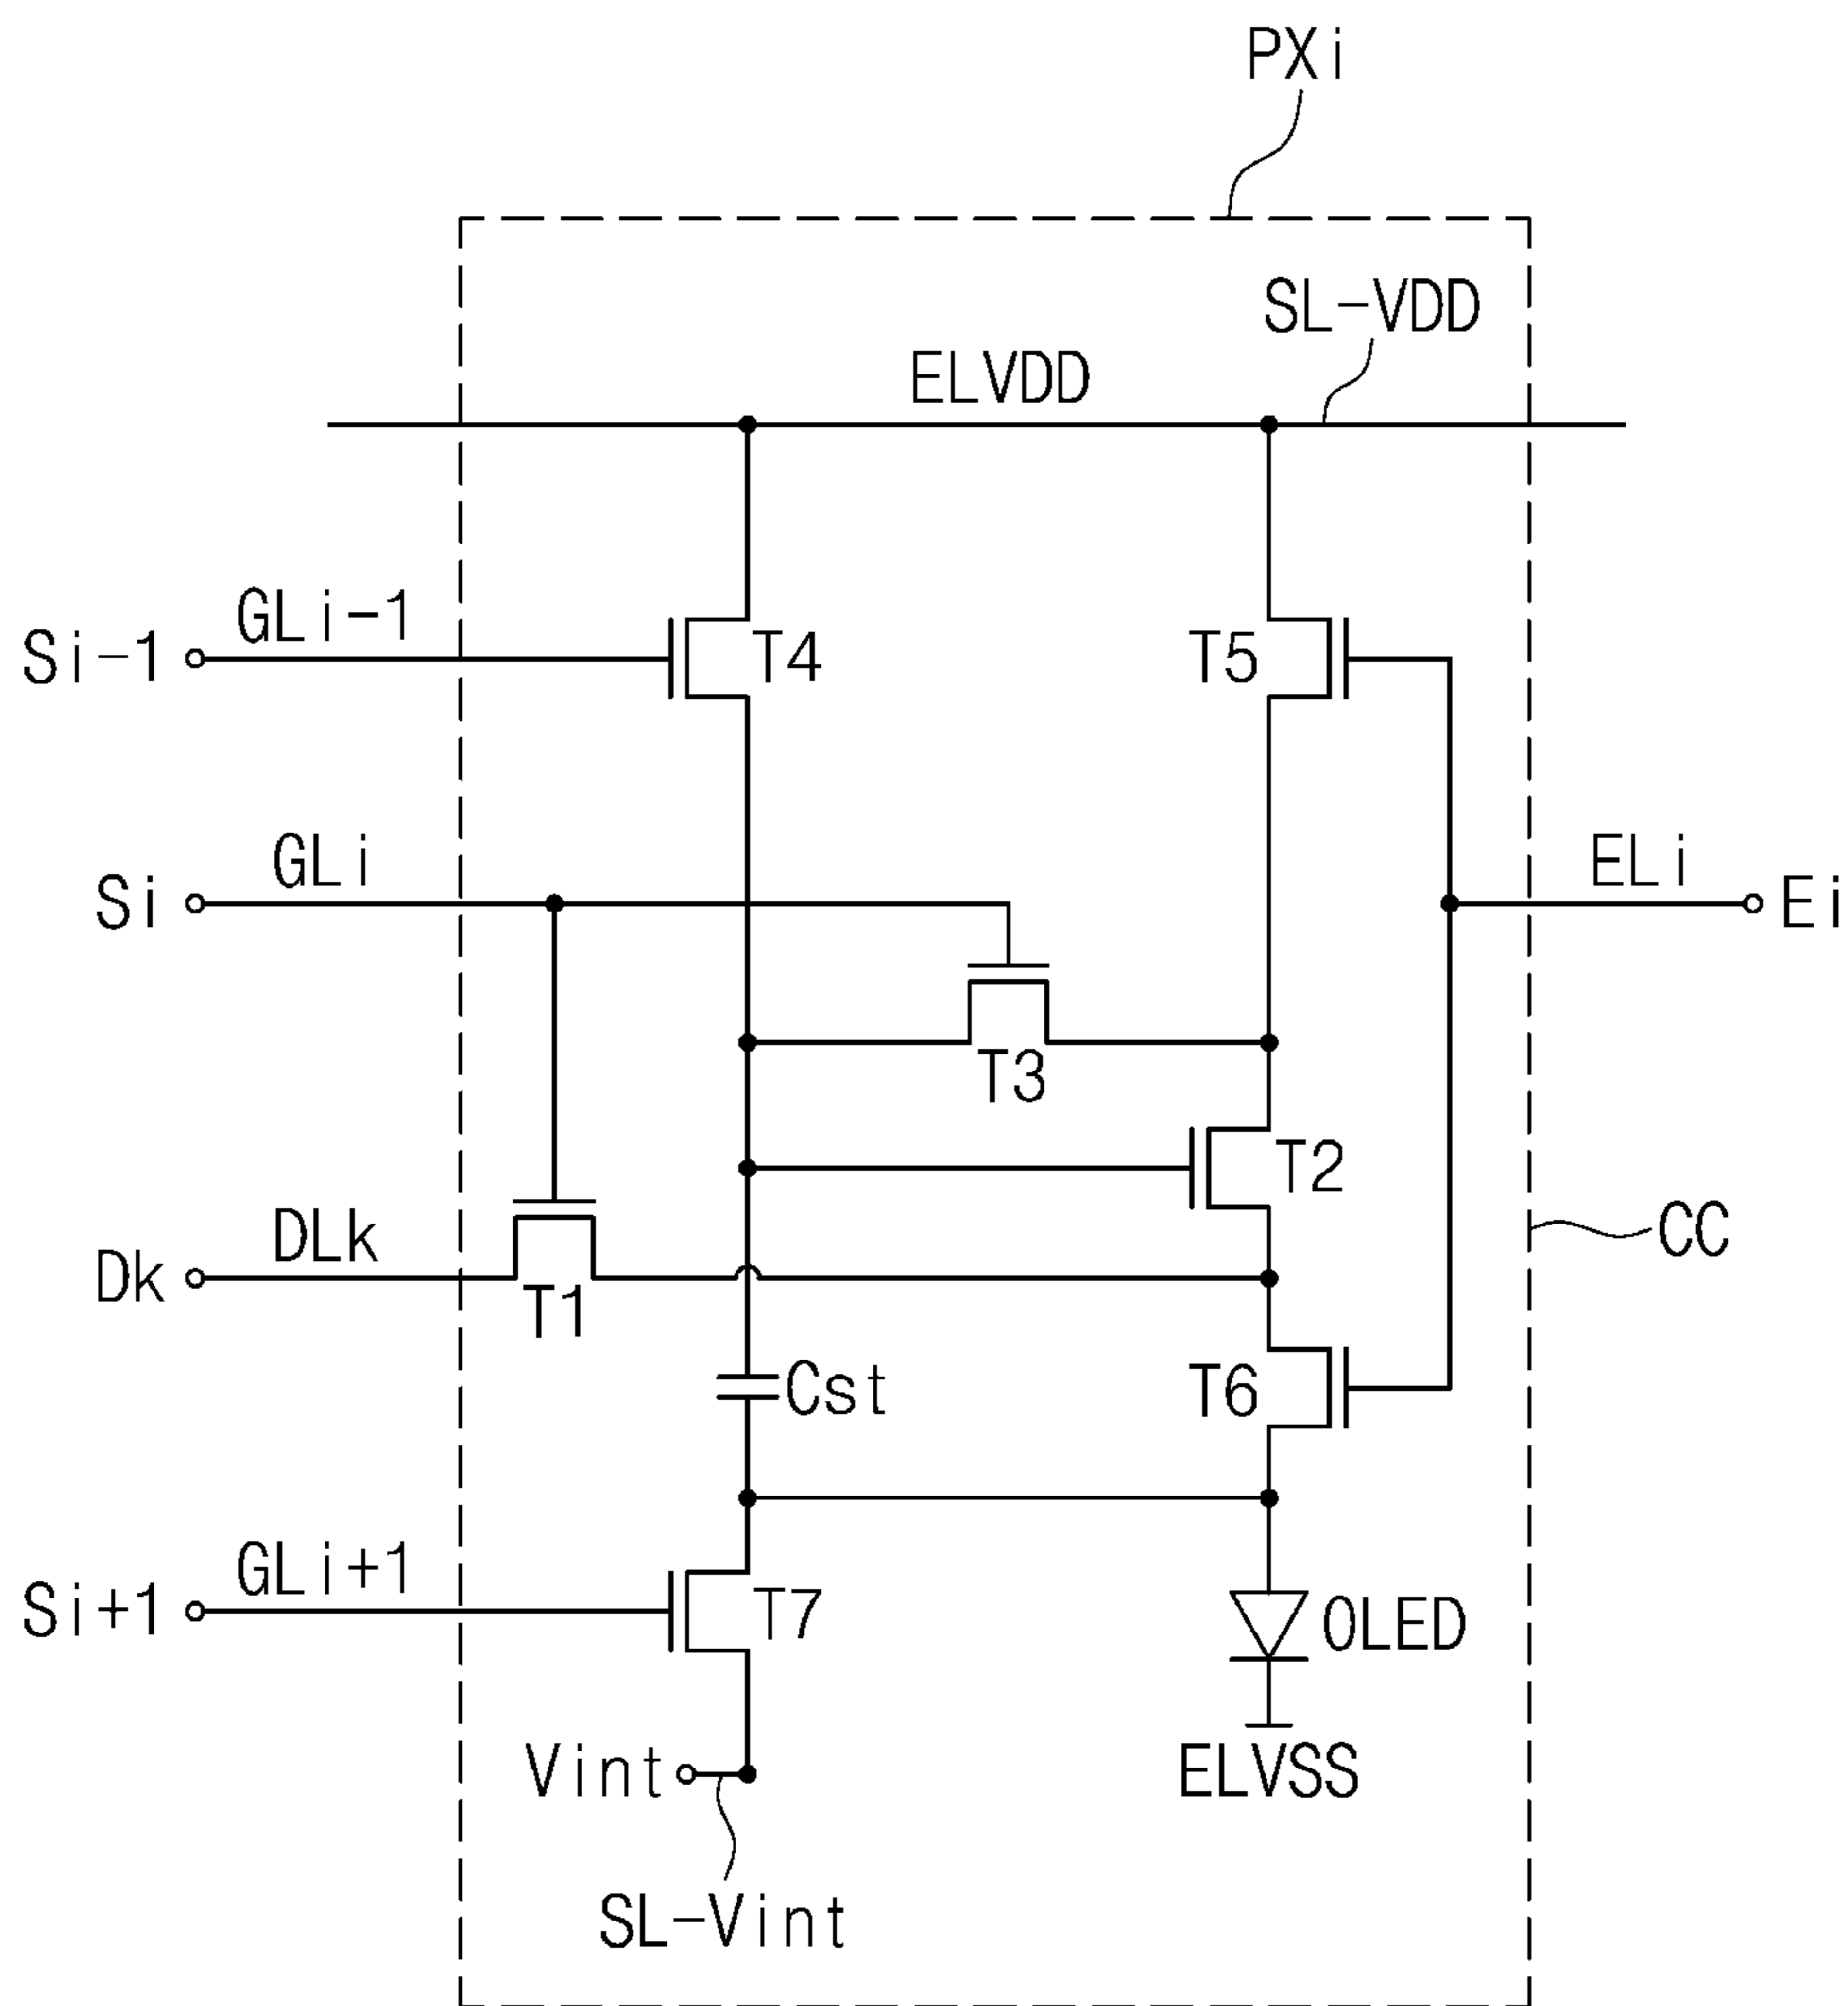 PXi
SL-VDD
ELVDD
GLi-1
Si-1
T4
T5
GLi
Si
ELi
Ei
T3
T2
DLk
Dk
T1
CC
Cst
T6
GLi+1
Si+1
T7
OLED
Vint
ELVSS
SL-Vint